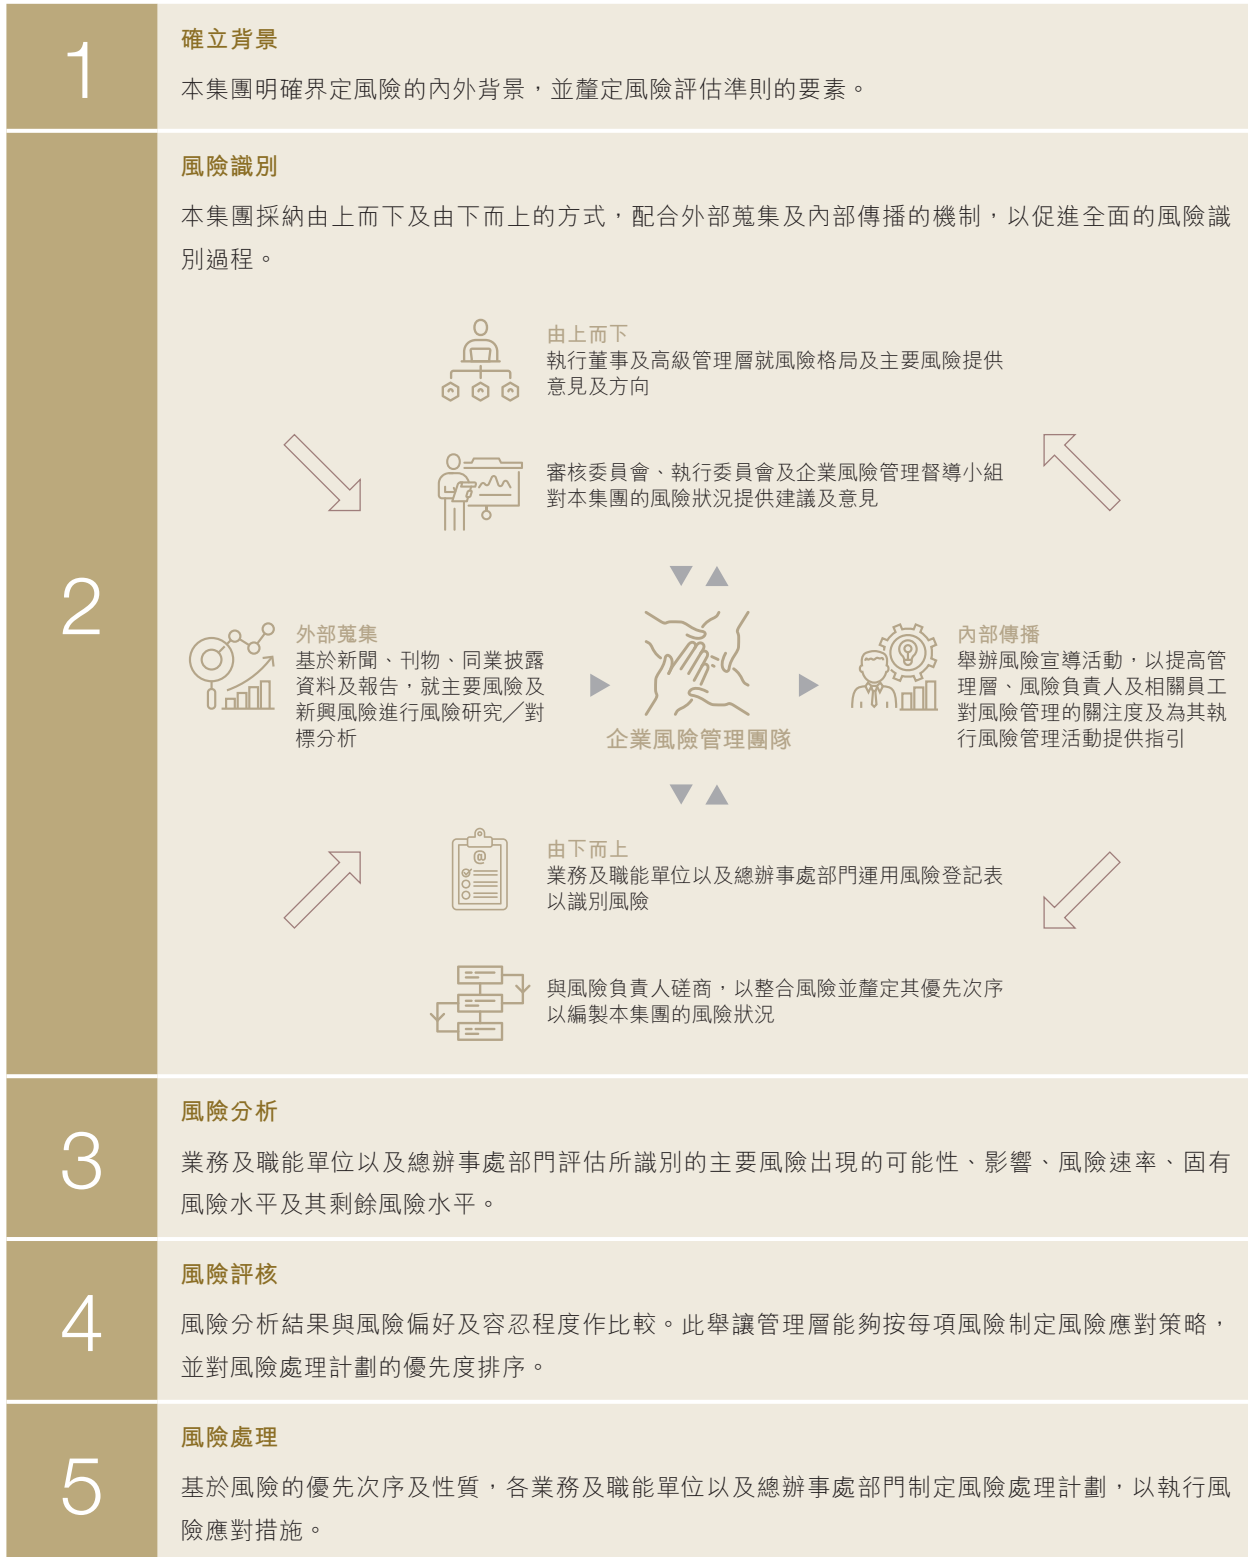 1
確立背景
本集團明確界定風險的內外背景，並釐定風險評估準則的要素。
2
風險識別
本集團採納由上而下及由下而上的方式，配合外部蒐集及內部傳播的機制，以促進全面的風險識
別過程。
由上而下
執行董事及高級管理層就風險格局及主要風險提供
意見及方向
審核委員會、執行委員會及企業風險管理督導小組
對本集團的風險狀況提供建議及意見
外部蒐集
基於新聞、刊物、同業披露
資料及報告，就主要風險及
新興風險進行風險研究／對
標分析
企業風險管理團隊
內部傳播
舉辦風險宣導活動，以提高管
理層、風險負責人及相關員工
對風險管理的關注度及為其執
行風險管理活動提供指引
由下而上
業務及職能單位以及總辦事處部門運用風險登記表
以識別風險
@
與風險負責人磋商，以整合風險並釐定其優先次序
以編製本集團的風險狀況
3
風險分析
業務及職能單位以及總辦事處部門評估所識別的主要風險出現的可能性、影響、風險速率、固有
風險水平及其剩餘風險水平。
4
風險評核
風險分析結果與風險偏好及容忍程度作比較。此舉讓管理層能夠按每項風險制定風險應對策略，
並對風險處理計劃的優先度排序。
5
風險處理
基於風險的優先次序及性質，各業務及職能單位以及總辦事處部門制定風險處理計劃，以執行風
險應對措施。